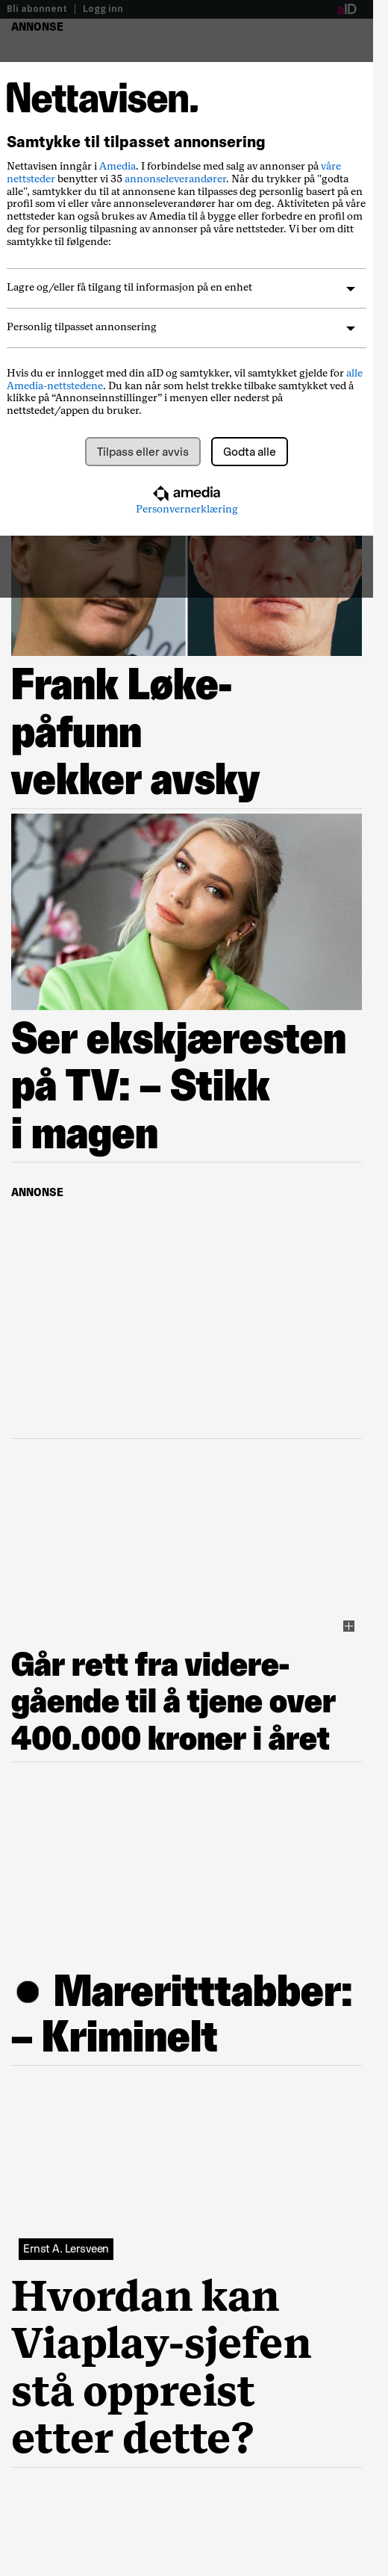 Bli abonnent | Logg inn
aID
ANNONSE
Nettavisen.
Samtykke til tilpasset annonsering
Nettavisen inngår i Amedia. I forbindelse med salg av annonser på våre
nettsteder benytter vi 35 annonseleverandører. Når du trykker på "godta
alle", samtykker du til at annonsene kan tilpasses deg personlig basert på en
profil som vi eller våre annonseleverandører har om deg. Aktiviteten på våre
nettsteder kan også brukes av Amedia til å bygge eller forbedre en profil om
deg for personlig tilpasning av annonser på våre nettsteder. Vi ber om ditt
samtykke til følgende:
Lagre og/eller få tilgang til informasjon på en enhet
Personlig tilpasset annonsering
Hvis du er innlogget med din aID og samtykker, vil samtykket gjelde for alle
Amedia-nettstedene. Du kan når som helst trekke tilbake samtykket ved å
klikke på “Annonseinnstillinger” i menyen eller nederst på
nettstedet/appen du bruker.
Tilpass eller avvis
Godta alle
amedia
Personvernerklæring
Frank Løke-
påfunn
vekker avsky
Ser ekskjæresten
på TV: – Stikk
i magen
ANNONSE
Går rett fra videre-
gående til å tjene over
400.000 kroner i året
● Marerittabber:
– Kriminelt
Ernst A. Lersveen
Hvordan kan
Viaplay-sjefen
stå oppreist
etter dette?